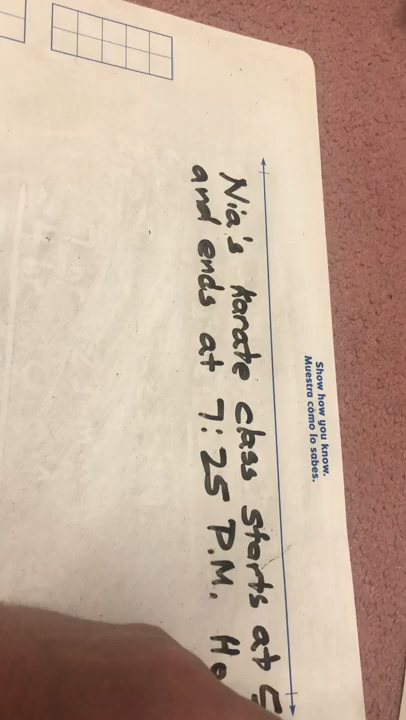 Show how you know.
Muestra cómo lo sabes.
Nia's karate class starts at
and ends at 7:25 P.M.